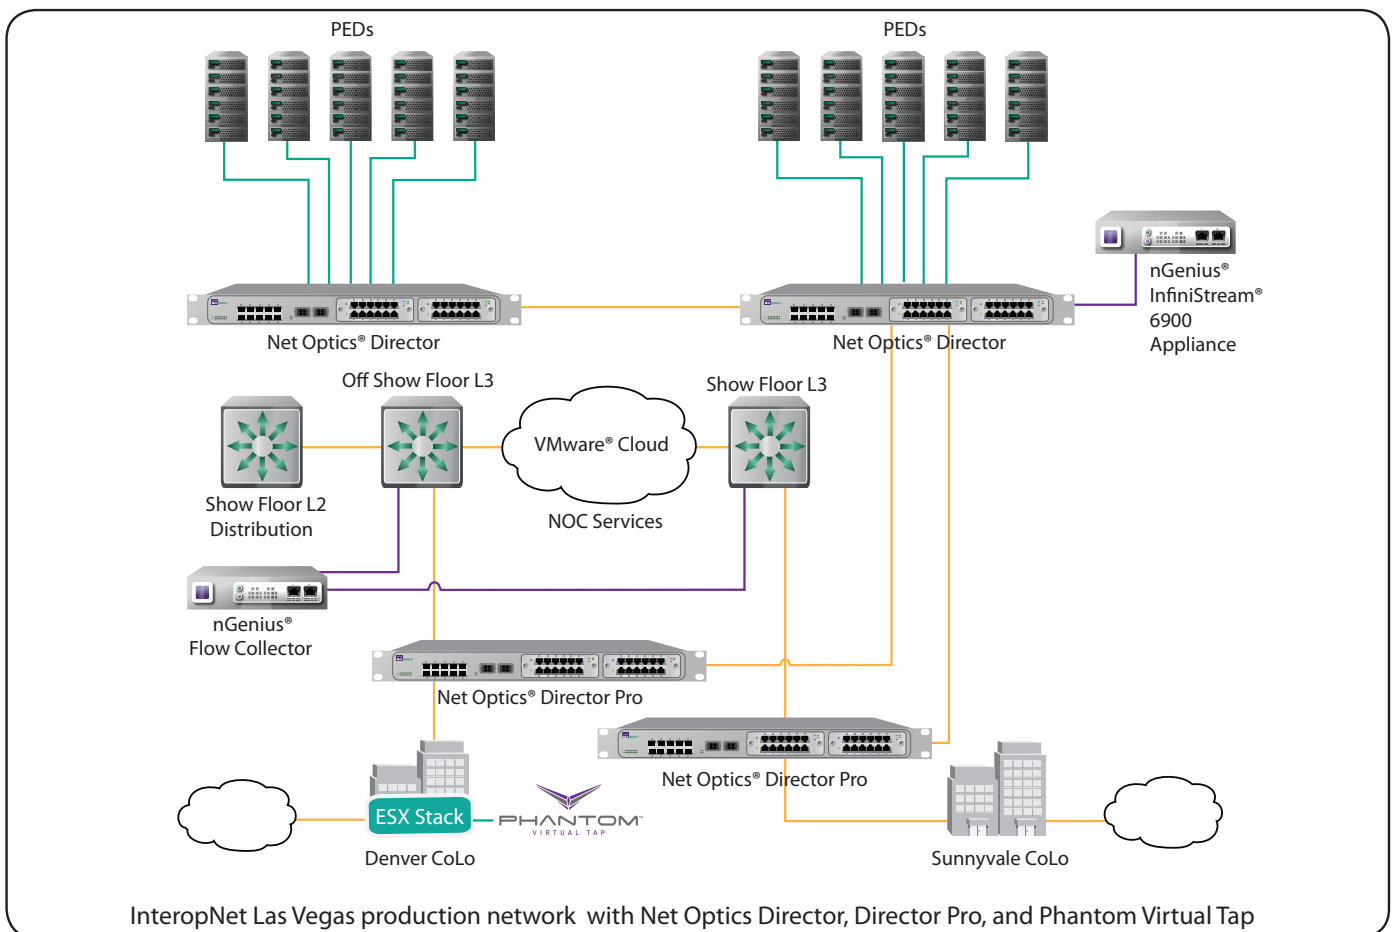 PEDs
PEDs
nGenius®
InfiniStream®
6900
Appliance
Net Optics® Director
Net Optics® Director
Off Show Floor L3
Show Floor L3
VMware® Cloud
Show Floor L2
Distribution
NOC Services
nGenius®
Flow Collector
Net Optics® Director Pro
Net Optics® Director Pro
ESX Stack
PHANTOM™
VIRTUAL TAP
Denver CoLo
Sunnyvale CoLo
InteropNet Las Vegas production network with Net Optics Director, Director Pro, and Phantom Virtual Tap